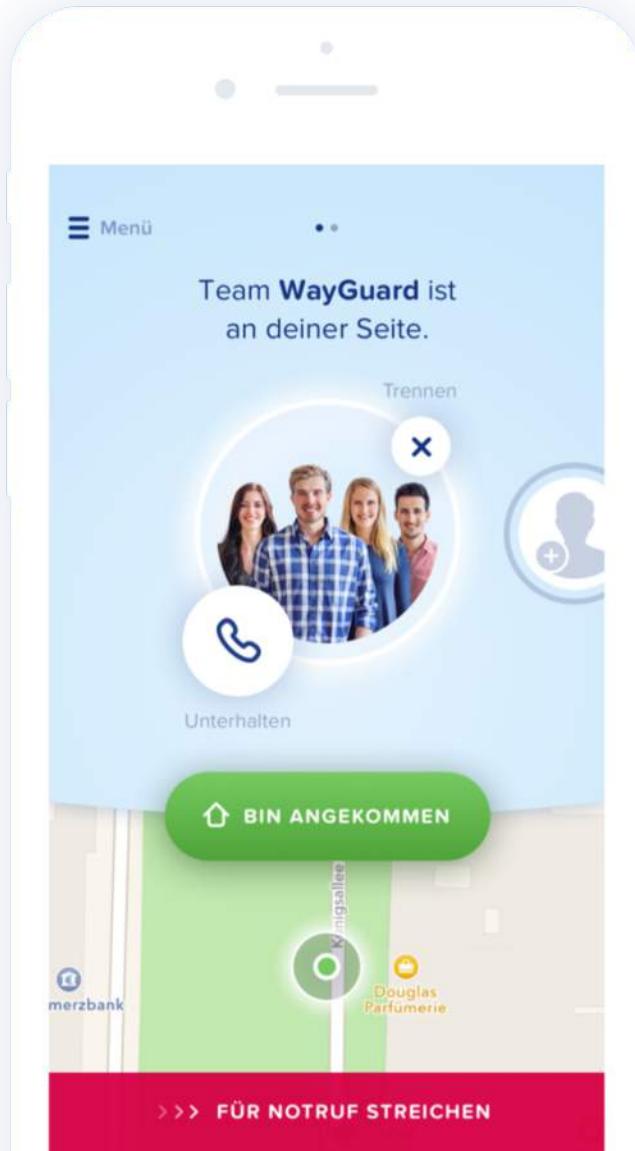 Menü
Team WayGuard ist
an deiner Seite.
Trennen
Unterhalten
BIN ANGEKOMMEN
Königsallee
merzbank
Douglas
Parfümerie
>>> FÜR NOTRUF STREICHEN